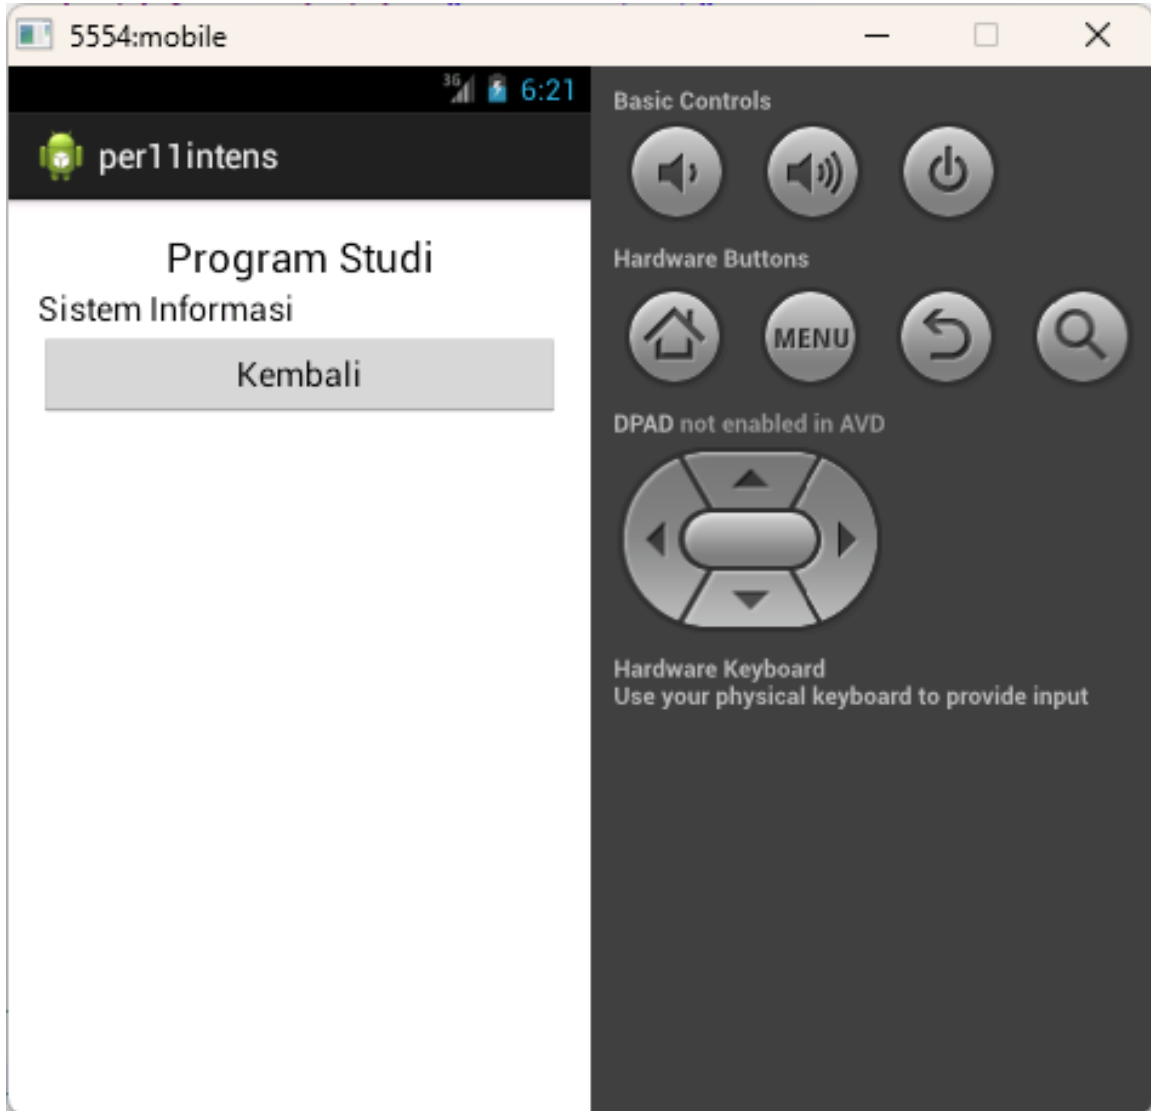 5554:mobile
3G 6:21
per11intens
Program Studi
Sistem Informasi
Kembali
Basic Controls
Hardware Buttons
MENU
DPAD not enabled in AVD
Hardware Keyboard
Use your physical keyboard to provide input